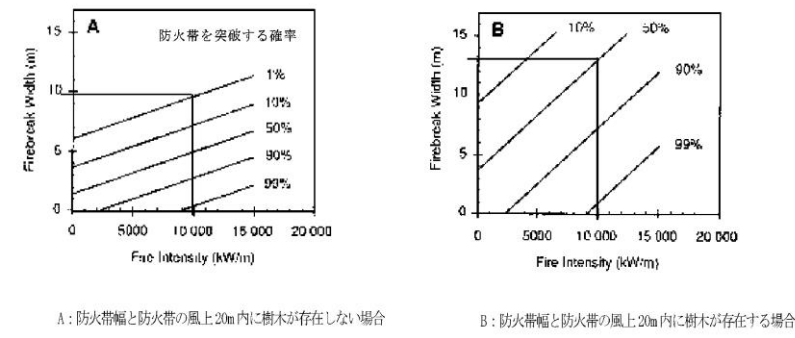 A
防火帯を突破する確率
15
10
5
0
Firebreak Width (m)
1%
10%
50%
90%
99%
0 5000 10 000 15 000 20 000
Fire Intensity (kW/m)
A：防火帯幅と防火帯の風上20m内に樹木が存在しない場合
B
15
10
5
0
Firebreak Width (m)
10%
50%
90%
99%
0 5000 10 000 15 000 20 000
Fire Intensity (kW/m)
B：防火帯幅と防火帯の風上20m内に樹木が存在する場合